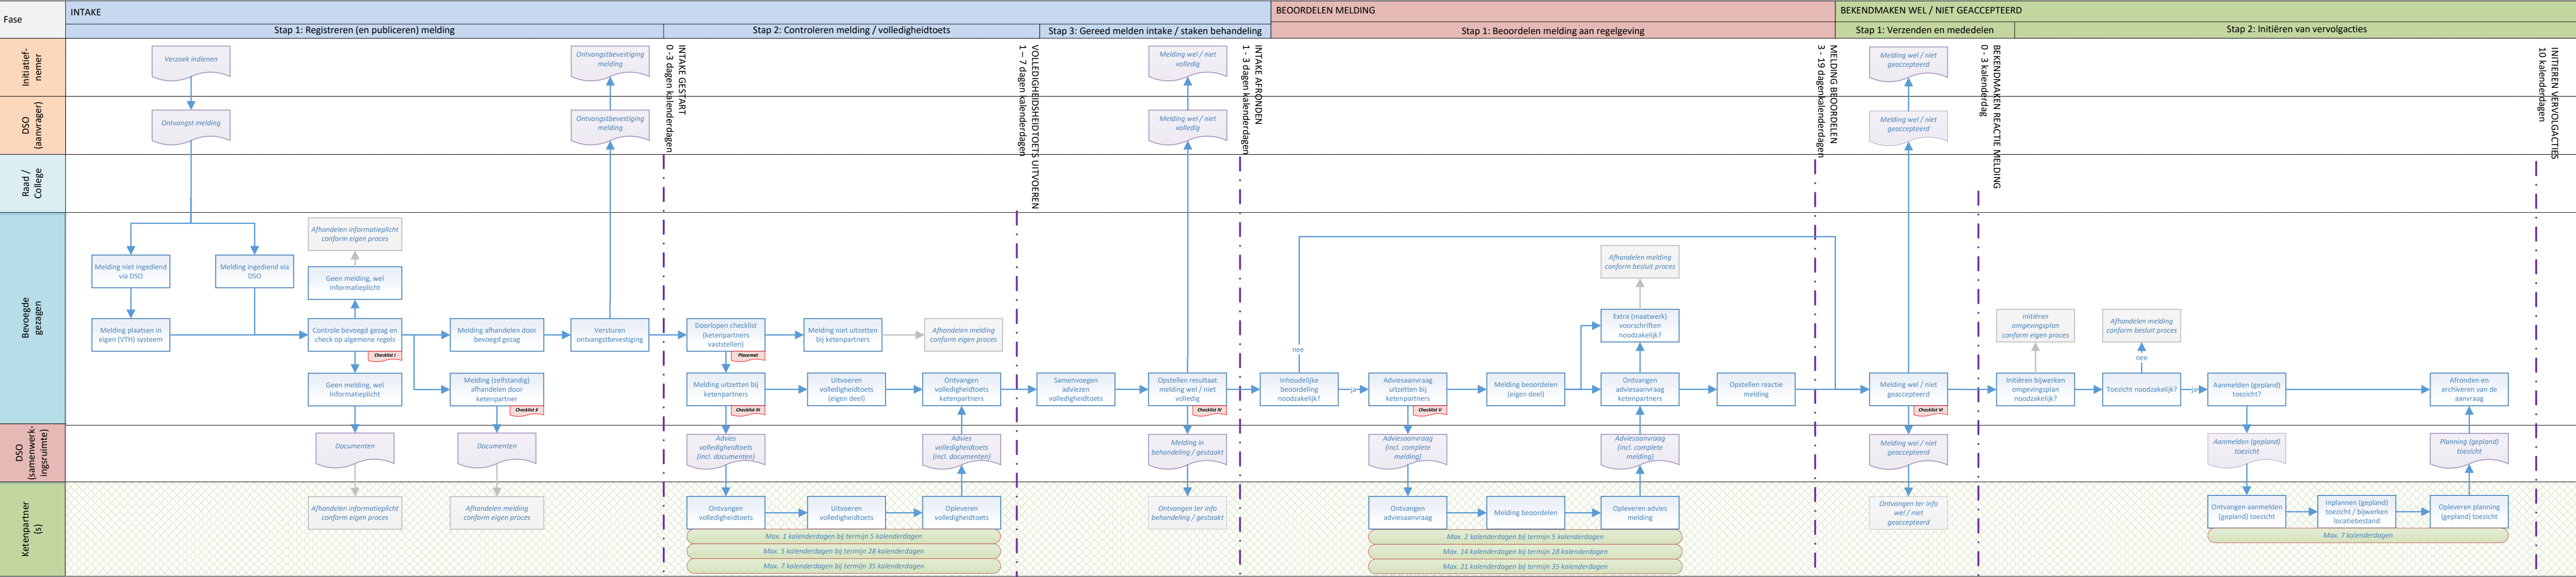 Fase
INTAKE
BEOORDELEN MELDING
BEKENDMAKEN WEL / NIET GEACCEPTEERD
Stap 1: Registreren (en publiceren) melding
Stap 2: Controleren melding / volledigheidtoets
Stap 3: Gereed melden intake / staken behandeling
Stap 1: Beoordelen melding aan regelgeving
Stap 1: Verzenden en mededelen
Stap 2: Initiëren van vervolgacties
Initiatief-
nemer
Verzoek indienen
Ontvangstbevestiging
melding
Melding wel / niet
volledig
Melding wel / niet
geaccepteerd
INTAKE GESTART
0 -3 dagen kalenderdagen
VOLLEDIGHEIDSHEIDTOETS UITVOEREN
1 – 7 dagen kalenderdagen
INTAKE AFRONDEN
1 - 3 dagen kalenderdagen
MELDING BEOORDELEN
3 - 19 dagenkalenderdagen
BEKENDMAKEN REACTIE MELDING
0 - 3 kalenderdag
INITIEREN VERVOLGACTIES
10 kalenderdagen
DSO
(aanvrager)
Ontvangst melding
Ontvangstbevestiging
melding
Melding wel / niet
volledig
Melding wel / niet
geaccepteerd
Raad /
College
Bevoegde
gezagen
Afhandelen informatieplicht
conform eigen proces
Melding niet ingediend
via DSO
Melding ingediend via
DSO
Geen melding, wel
Informatieplicht
Afhandelen melding
conform besluit proces
nee
Melding plaatsen in
eigen (VTH) systeem
Controle bevoegd gezag en
check op algemene regels
Checklist I
Melding afhandelen door
bevoegd gezag
Versturen
ontvangstbevestiging
Doorlopen checklist
(ketenpartners
vaststellen)
Placemat
Melding niet uitzetten
bij ketenpartners
Afhandelen melding
conform eigen proces
Extra (maatwerk)
voorschriften
noodzakelijk?
Initiëren
omgevingsplan
conform eigen proces
Afhandelen melding
conform besluit proces
nee
Geen melding, wel
Informatieplicht
Melding (zelfstandig)
afhandelen door
ketenpartner
Checklist II
Melding uitzetten bij
ketenpartners
Checklist III
Uitvoeren
volledigheidtoets
(eigen deel)
Ontvangen
volledigheidtoets
ketenpartners
Samenvoegen
adviezen
volledigheidtoets
Opstellen resultaat
melding wel / niet
volledig
Checklist IV
Inhoudelijke
beoordeling
noodzakelijk?
ja
Adviesaanvraag
uitzetten bij
ketenpartners
Checklist V
Melding beoordelen
(eigen deel)
Ontvangen
adviesaanvraag
ketenpartners
Opstellen reactie
melding
Melding wel / niet
geaccepteerd
Checklist VI
Initiëren bijwerken
omgevingsplan
noodzakelijk?
Toezicht noodzakelijk?
ja
Aanmelden (gepland)
toezicht?
Afronden en
archiveren van de
aanvraag
DSO
(samenwerk-
ingsruimte)
Documenten
Documenten
Advies
volledigheidtoets
(incl. documenten)
Advies
volledigheidtoets
(incl. documenten)
Melding in
behandeling / gestaakt
Adviesaanvraag
(incl. complete
melding)
Adviesaanvraag
(incl. complete
melding)
Melding wel / niet
geaccepteerd
Aanmelden (gepland)
toezicht
Planning (gepland)
toezicht
Ketenpartner
(s)
Afhandelen informatieplicht
conform eigen proces
Afhandelen melding
conform eigen proces
Ontvangen
volledigheidtoets
Uitvoeren
volledigheidtoets
Opleveren
volledigheidtoets
Ontvangen ter info
behandeling / gestaakt
Ontvangen
adviesaanvraag
Melding beoordelen
Opleveren advies
melding
Ontvangen ter info
wel / niet
geaccepteerd
Ontvangen aanmelden
(gepland) toezicht
Inplannen (gepland)
toezicht / bijwerken
locatiebestand
Opleveren planning
(gepland) toezicht
Max. 1 kalenderdagen bij termijn 5 kalenderdagen
Max. 5 kalenderdagen bij termijn 28 kalenderdagen
Max. 7 kalenderdagen bij termijn 35 kalenderdagen
Max. 2 kalenderdagen bij termijn 5 kalenderdagen
Max. 14 kalenderdagen bij termijn 28 kalenderdagen
Max. 21 kalenderdagen bij termijn 35 kalenderdagen
Max. 7 kalenderdagen